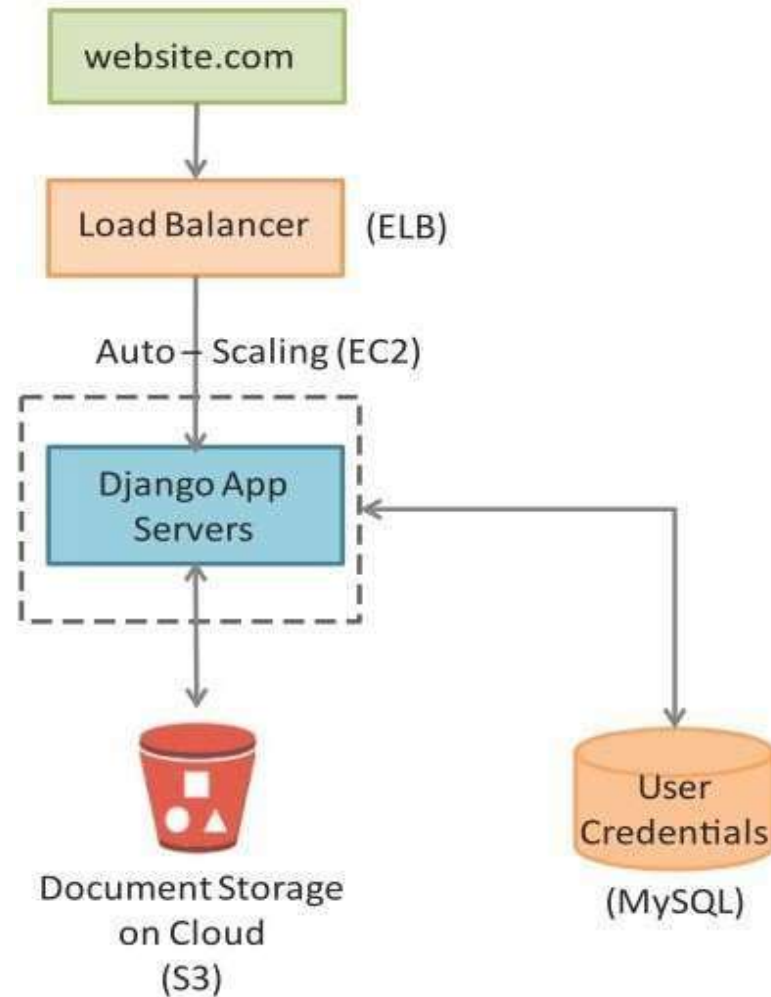 website.com
Load Balancer
(ELB)
Auto – Scaling (EC2)
Django App
Servers
User
Credentials
(MySQL)
Document Storage
on Cloud
(S3)